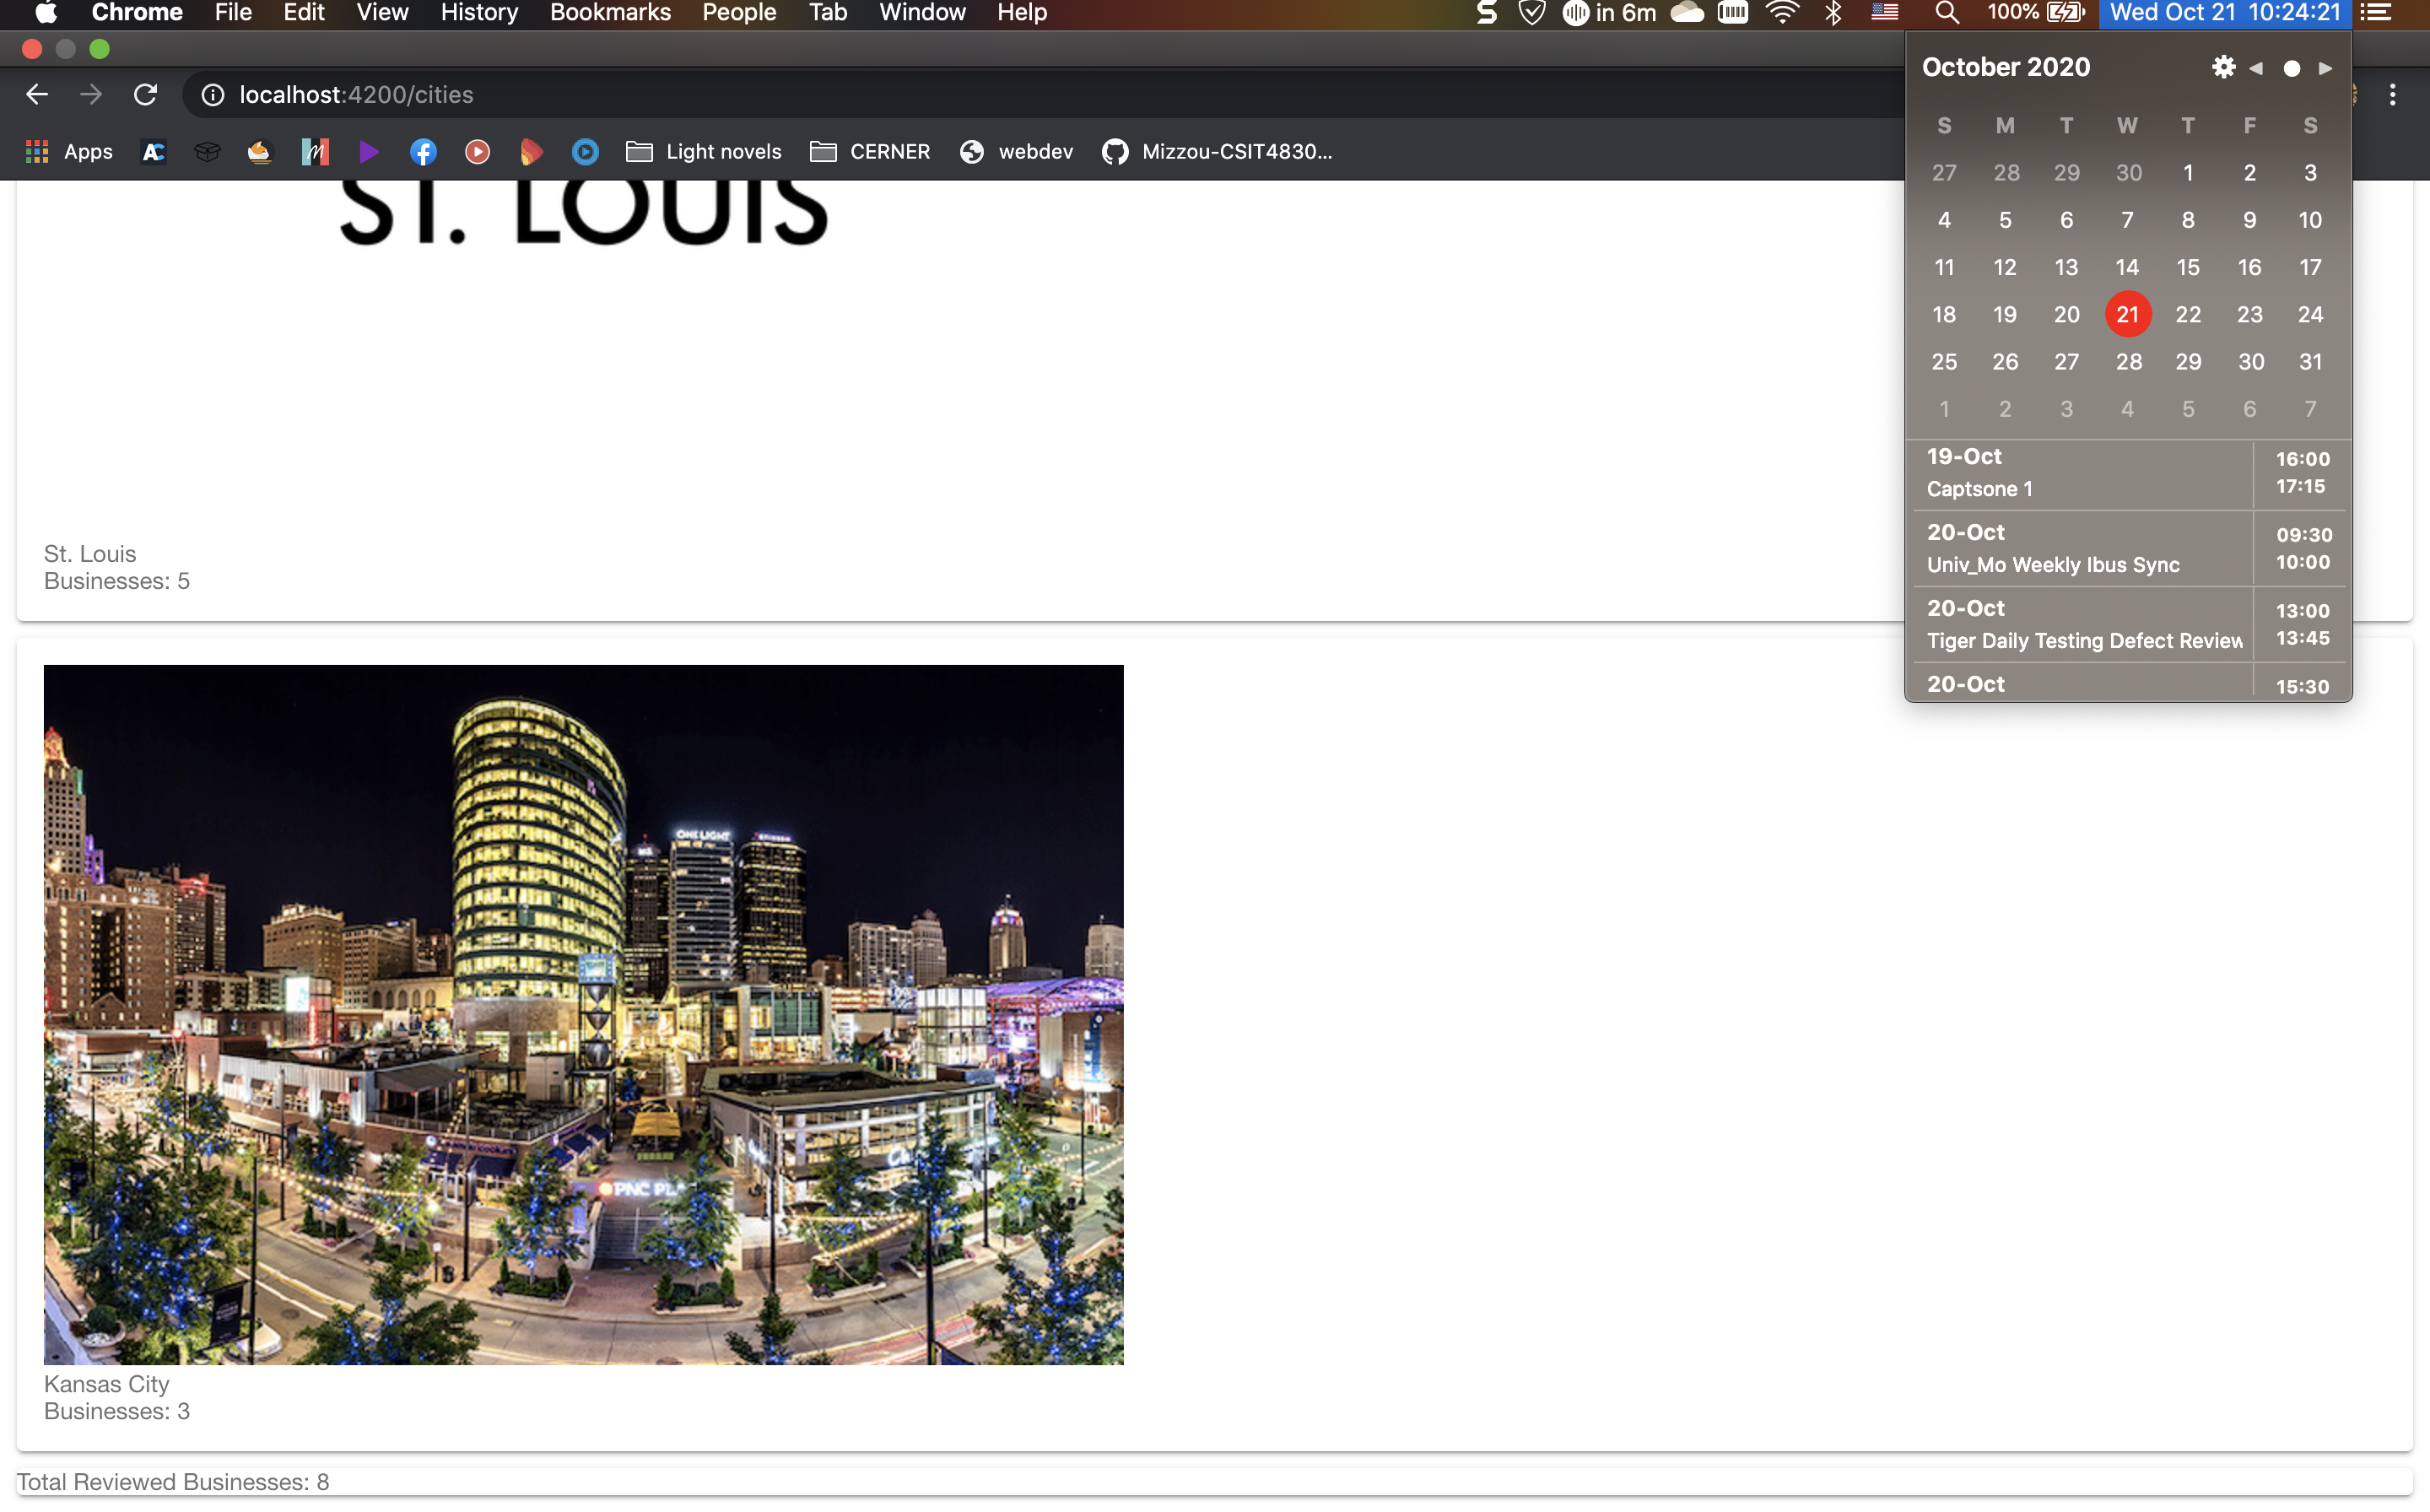 Chrome File Edit View History Bookmarks People Tab Window Help in 6m 100% Wed Oct 21 10:24:21
localhost:4200/cities
Apps AC M Light novels CERNER webdev Mizzou-CSIT4830...
ST. LOUIS
St. Louis
Businesses: 5
ONE LIGHT
PNC PL
Kansas City
Businesses: 3
Total Reviewed Businesses: 8
October 2020
S M T W T F S
27 28 29 30 1 2 3
4 5 6 7 8 9 10
11 12 13 14 15 16 17
18 19 20 21 22 23 24
25 26 27 28 29 30 31
1 2 3 4 5 6 7
19-Oct 16:00
Captsone 1 17:15
20-Oct 09:30
Univ_Mo Weekly Ibus Sync 10:00
20-Oct 13:00
Tiger Daily Testing Defect Review 13:45
20-Oct 15:30